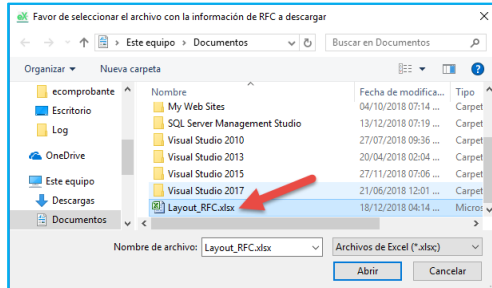 Favor de seleccionar el archivo con la información de RFC a descargar
Este equipo > Documentos
Buscar en Documentos
Organizar
Nueva carpeta
Nombre
Fecha de modifica...
Tipo
ecomprobante
Escritorio
Log
OneDrive
Este equipo
Descargas
Documentos
My Web Sites 04/10/2018 07:14 ... Carpet
SQL Server Management Studio 13/12/2018 07:19 ... Carpet
Visual Studio 2010 27/07/2018 09:36 ... Carpet
Visual Studio 2013 20/04/2018 02:04 ... Carpet
Visual Studio 2015 27/11/2018 07:06 ... Carpet
Visual Studio 2017 21/06/2018 12:01 ... Carpet
Layout_RFC.xlsx 18/12/2018 04:14 ... Micros
Nombre de archivo: Layout_RFC.xlsx
Archivos de Excel (*.xlsx;)
Abrir
Cancelar